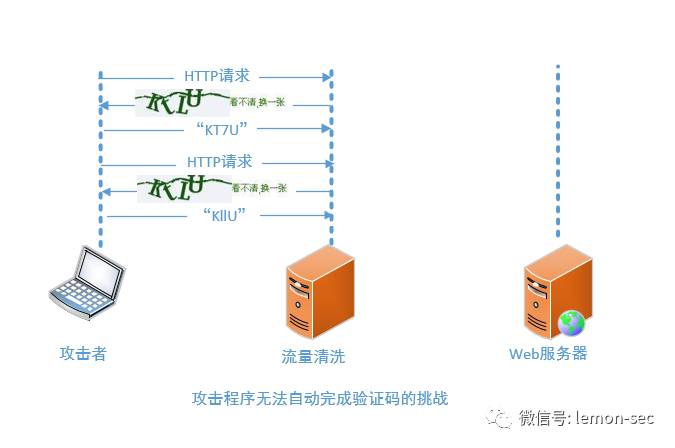 HTTP请求
KLLU 看不清,换一张
“KT7U”
HTTP请求
KLLU 看不清,换一张
“KllU”
攻击者
流量清洗
Web服务器
攻击程序无法自动完成验证码的挑战
微信号: lemon-sec